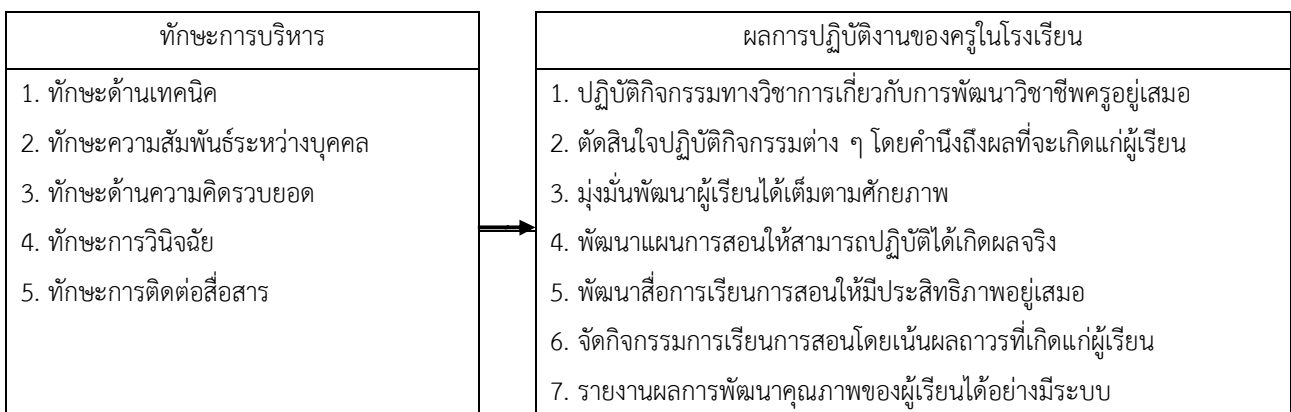 ทักษะการบริหาร
1. ทักษะด้านเทคนิค
2. ทักษะความสัมพันธ์ระหว่างบุคคล
3. ทักษะด้านความคิดรวบยอด
4. ทักษะการวินิจฉัย
5. ทักษะการติดต่อสื่อสาร
ผลการปฏิบัติงานของครูในโรงเรียน
1. ปฏิบัติกิจกรรมทางวิชาการเกี่ยวกับการพัฒนาวิชาชีพครูอยู่เสมอ
2. ตัดสินใจปฏิบัติกิจกรรมต่าง ๆ โดยคำนึงถึงผลที่จะเกิดแก่ผู้เรียน
3. มุ่งมั่นพัฒนาผู้เรียนได้เต็มตามศักยภาพ
4. พัฒนาแผนการสอนให้สามารถปฏิบัติได้เกิดผลจริง
5. พัฒนาสื่อการเรียนการสอนให้มีประสิทธิภาพอยู่เสมอ
6. จัดกิจกรรมการเรียนการสอนโดยเน้นผลถาวรที่เกิดแก่ผู้เรียน
7. รายงานผลการพัฒนาคุณภาพของผู้เรียนได้อย่างมีระบบ